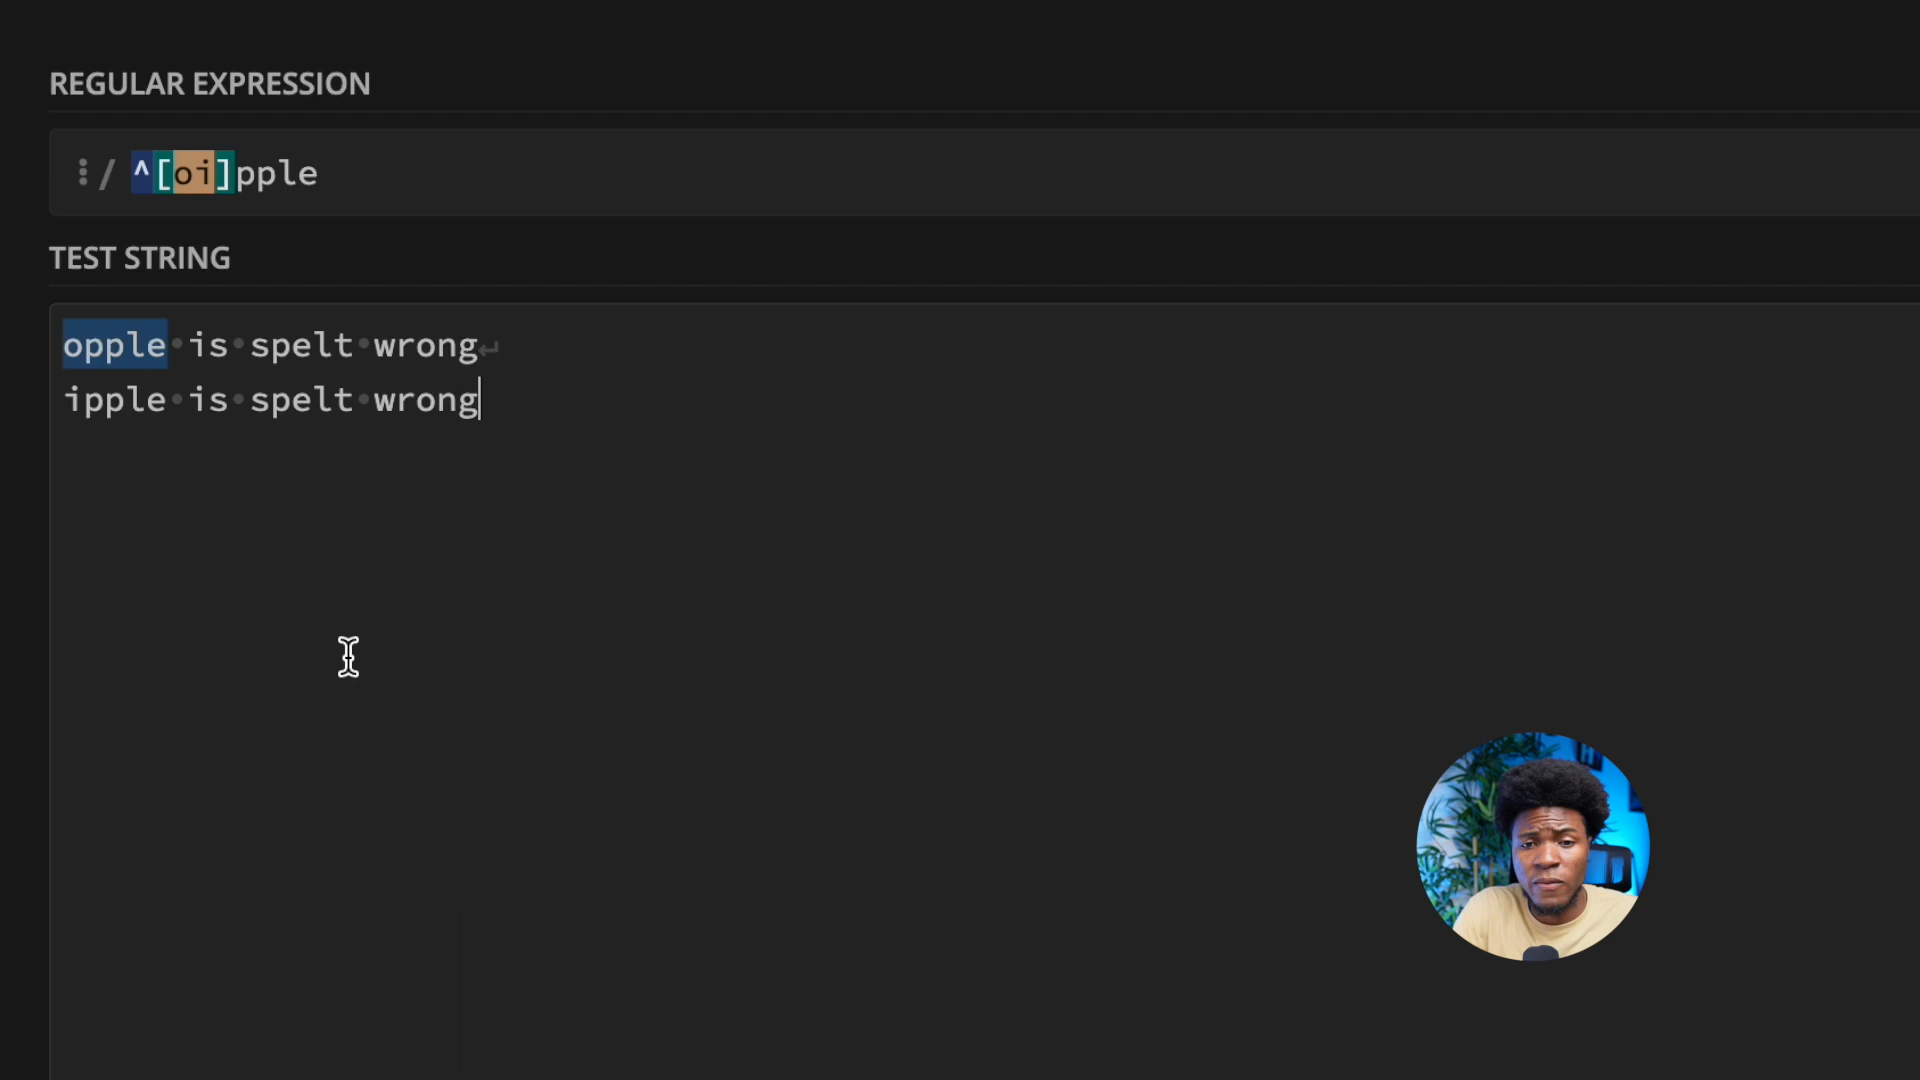 REGULAR EXPRESSION
/ ^[oi]pple
TEST STRING
opple is spelt wrong
ipple is spelt wrong